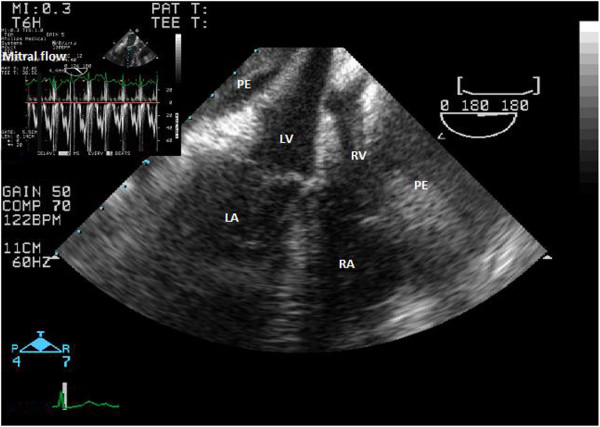 MI:0.3
T6H
PAT T:
TEE T:
Mitral flow
PE
LV
RV
PE
LA
RA
0 180 180
GAIN 50
COMP 70
122BPM
11CM
60HZ
T
P R
4 7